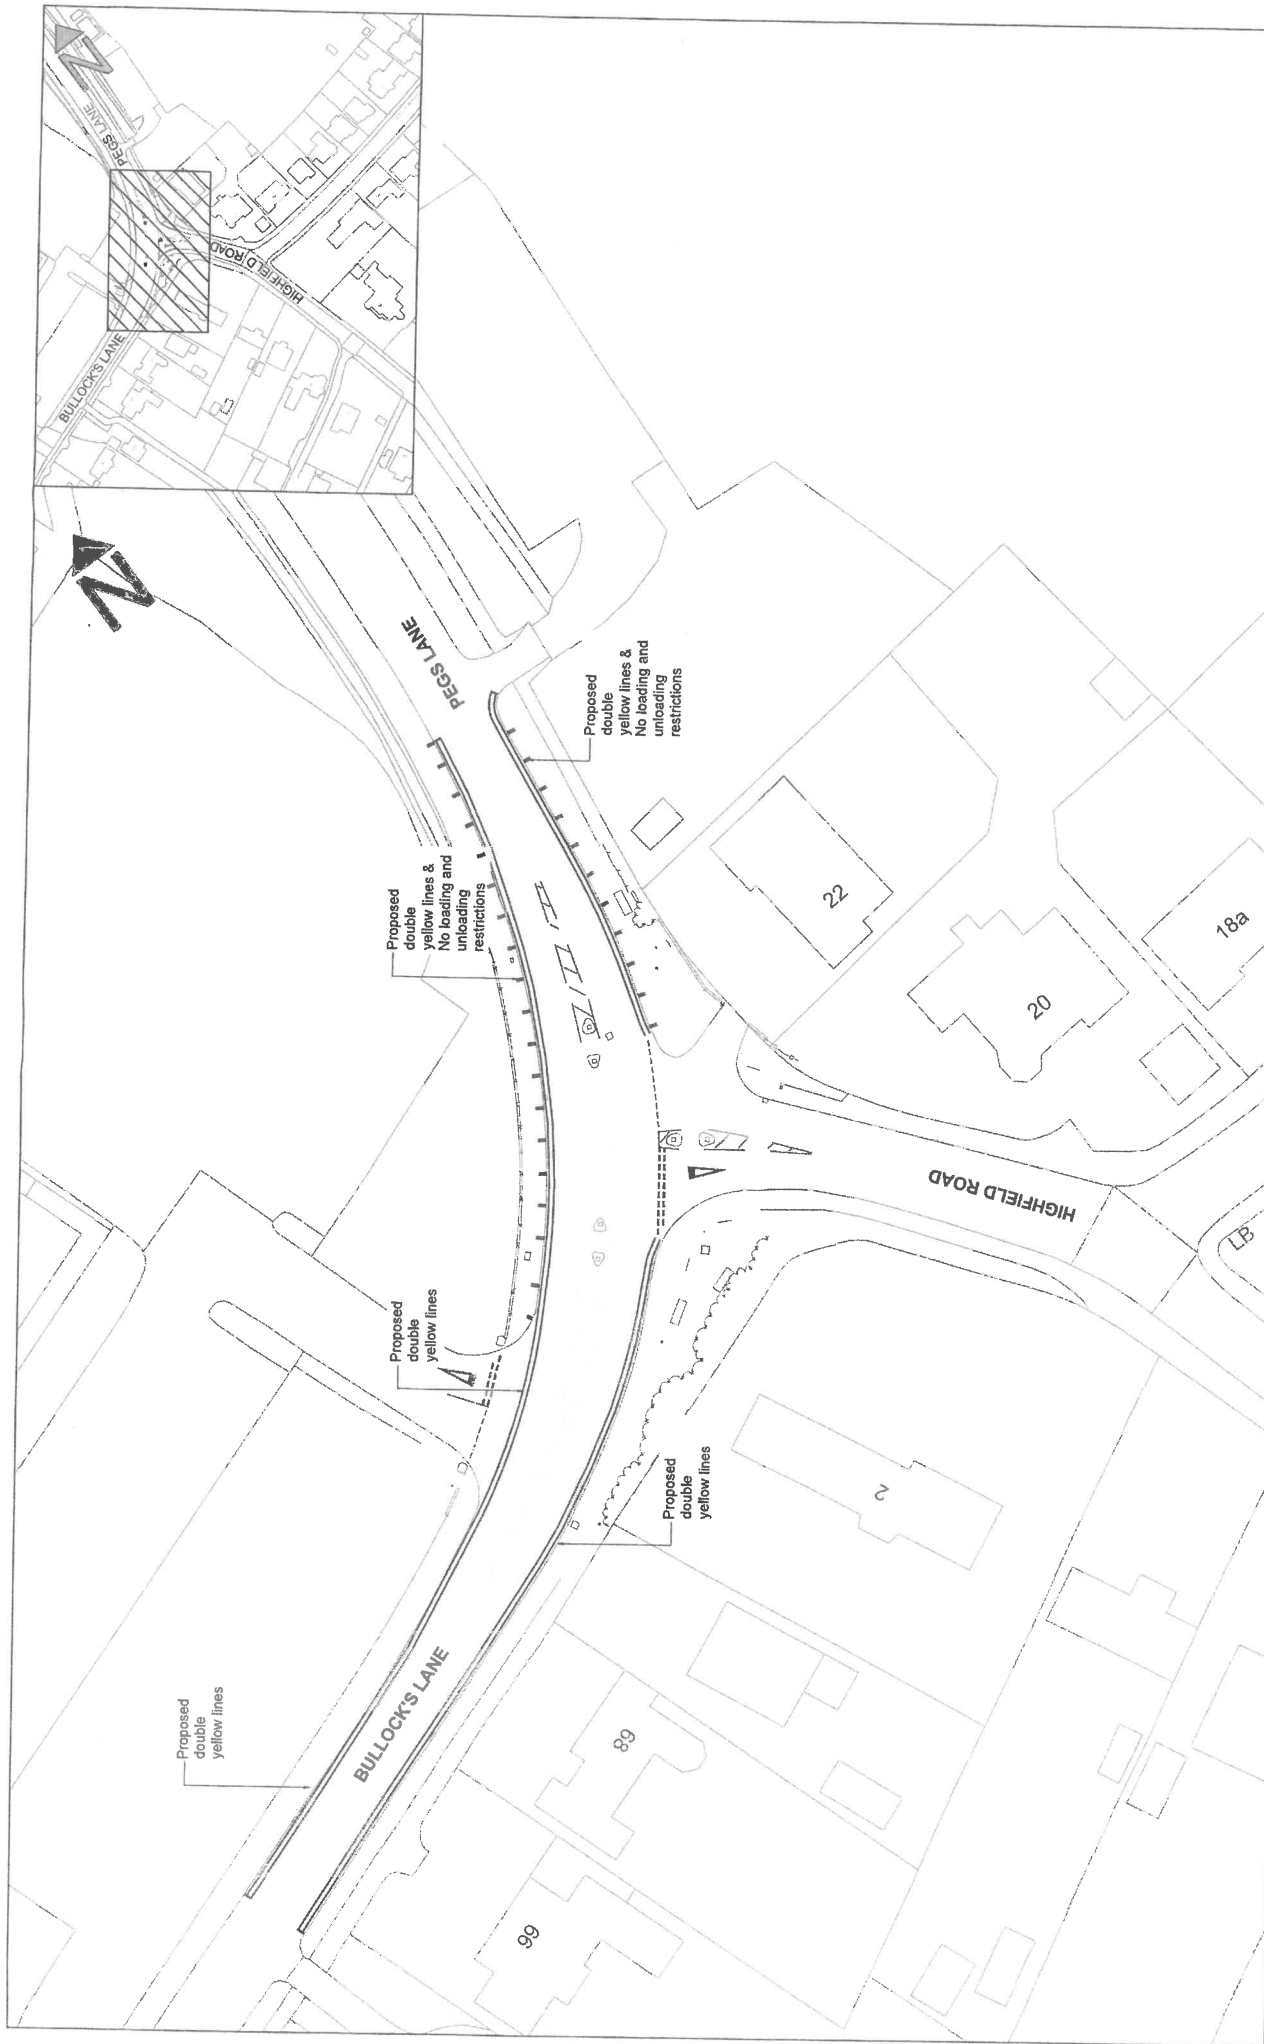 N
PEGS LANE
BULLOCK'S LANE
HIGHFIELD ROAD
N
PEGS LANE
Proposed
double
yellow lines &
No loading and
unloading
restrictions
Proposed
double
yellow lines &
No loading and
unloading
restrictions
22
20
18a
HIGHFIELD ROAD
LB
Proposed
double
yellow lines
Proposed
double
yellow lines
2
BULLOCK'S LANE
Proposed
double
yellow lines
89
99